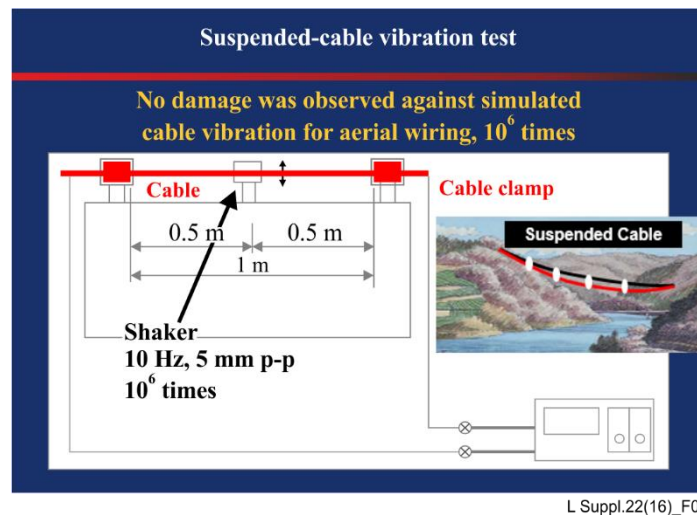 Suspended-cable vibration test
No damage was observed against simulated
cable vibration for aerial wiring, 10⁶ times
Cable
Cable clamp
0.5 m
0.5 m
1 m
Suspended Cable
Shaker
10 Hz, 5 mm p-p
10⁶ times
L Suppl.22(16)_F0